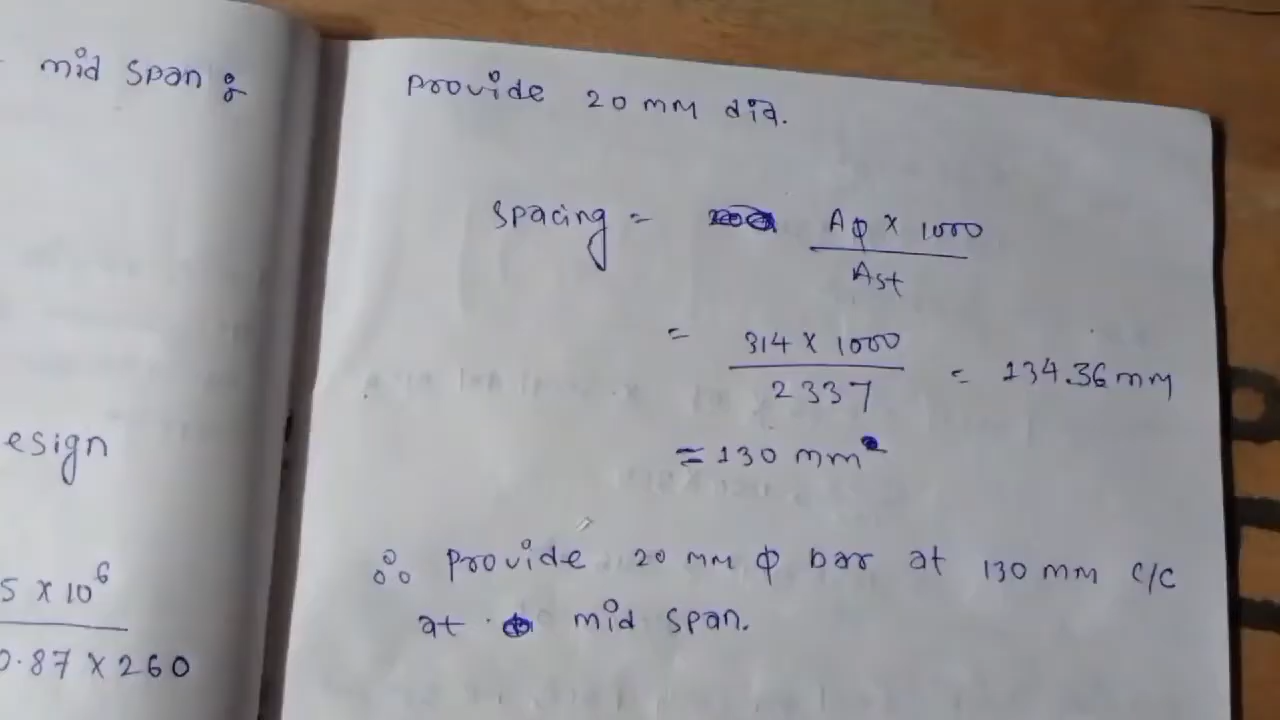 mid span :
esign
5 × 10⁶
0.87 × 260
provide 20 mm dia.
spacing = Aϕ × 1000
Ast
= 314 × 1000 = 134.36 mm
2337
= 130 mm²
∴ provide 20 mm ϕ bar at 130 mm c/c
at mid span.